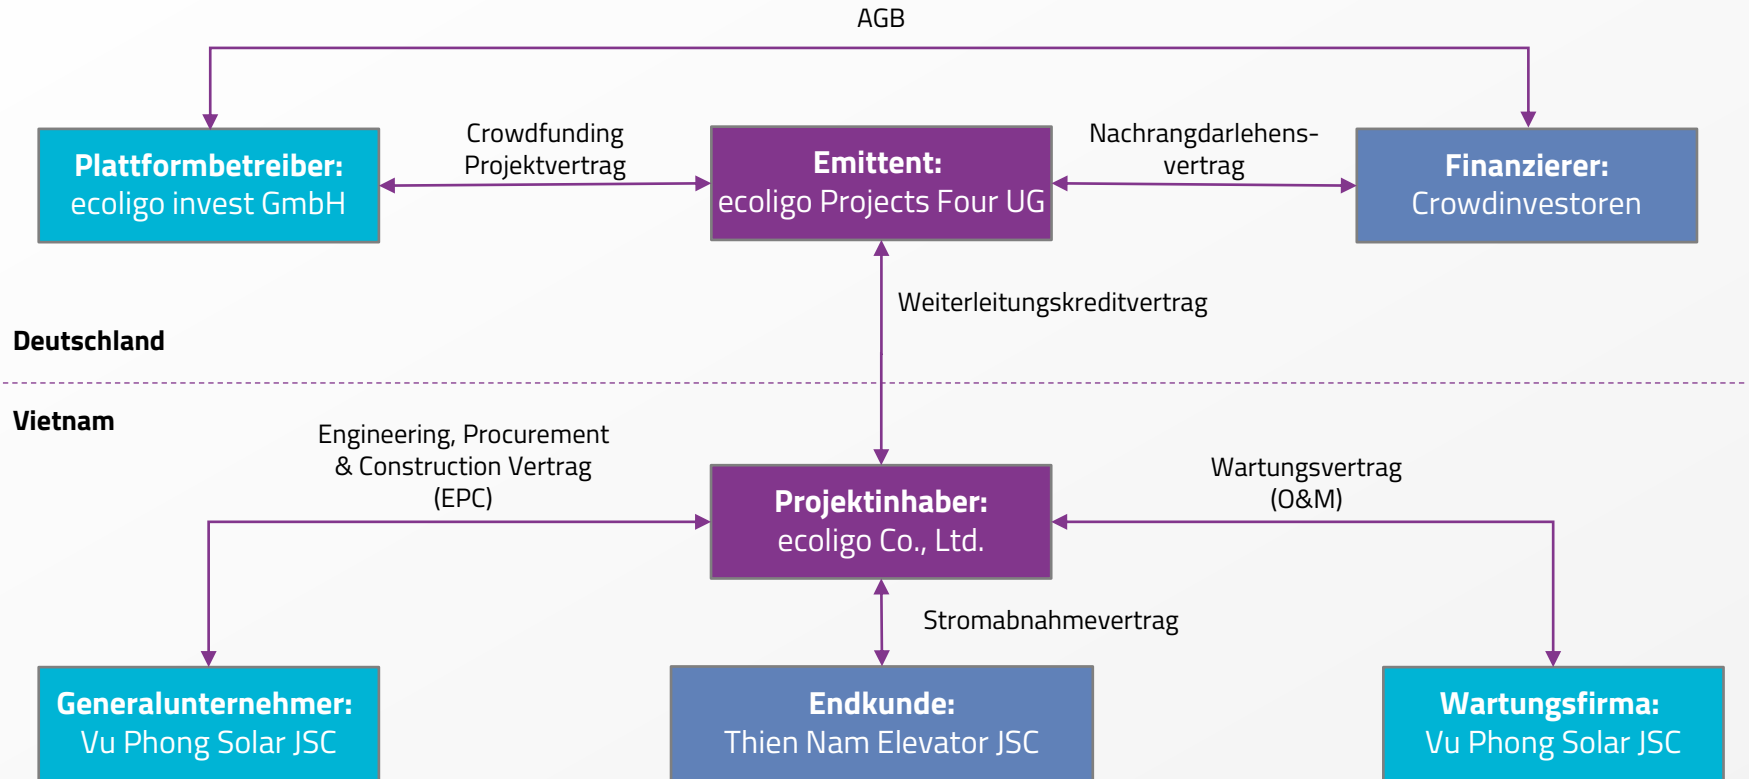 AGB
Plattformbetreiber:
ecoligo invest GmbH
Crowdfunding
Projektvertrag
Emittent:
ecoligo Projects Four UG
Nachrangdarlehens-
vertrag
Finanzierer:
Crowdinvestoren
Weiterleitungskreditvertrag
Deutschland
Vietnam
Engineering, Procurement
& Construction Vertrag
(EPC)
Projektinhaber:
ecoligo Co., Ltd.
Wartungsvertrag
(O&M)
Stromabnahmevertrag
Generalunternehmer:
Vu Phong Solar JSC
Endkunde:
Thien Nam Elevator JSC
Wartungsfirma:
Vu Phong Solar JSC